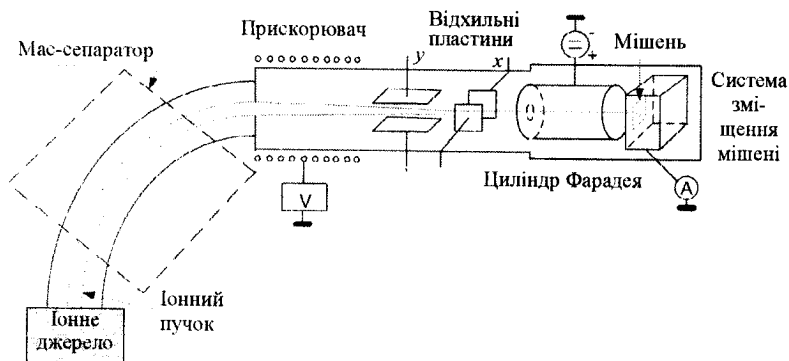 Прискорювач
Мас-сепаратор
y
Відхильні
пластини
x
-
+
Мішень
Система
змі-
щення
мішені
Циліндр Фарадея
A
V
Іонний
пучок
Іонне
джерело